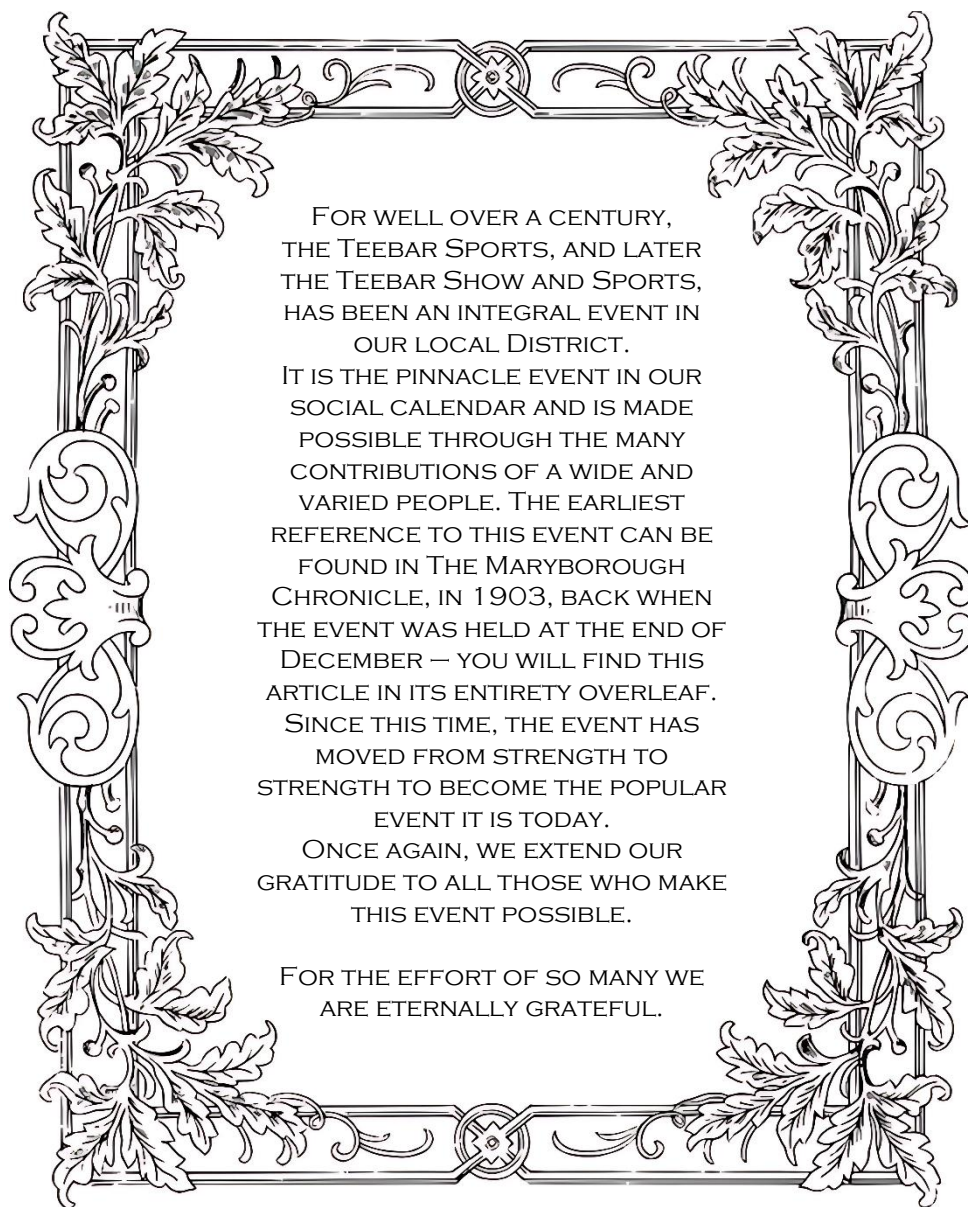 For well over a century,
the Teebar Sports, and later
the Teebar Show and Sports,
has been an integral event in
our local District.
It is the pinnacle event in our
social calendar and is made
possible through the many
contributions of a wide and
varied people. The earliest
reference to this event can be
found in The Maryborough
Chronicle, in 1903, back when
the event was held at the end of
December – you will find this
article in its entirety overleaf.
Since this time, the event has
moved from strength to
strength to become the popular
event it is today.
Once again, we extend our
gratitude to all those who make
this event possible.
For the effort of so many we
are eternally grateful.